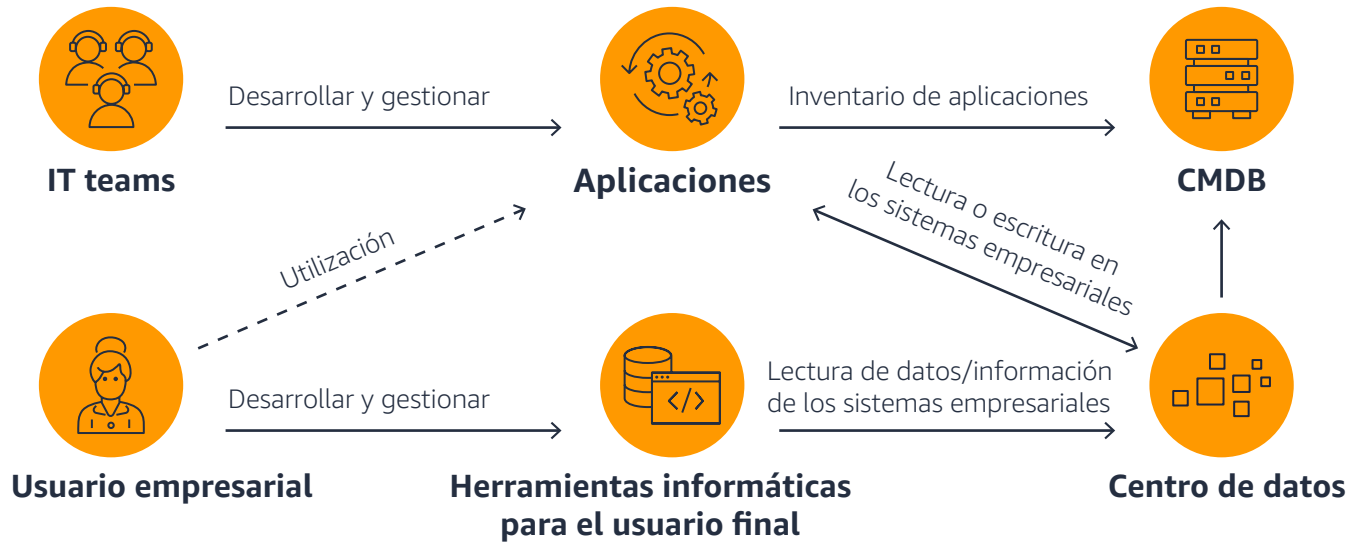 Desarrollar y gestionar
Inventario de aplicaciones
IT teams
Aplicaciones
CMDB
Lectura o escritura en
los sistemas empresariales
Utilización
</>
Desarrollar y gestionar
Lectura de datos/información
de los sistemas empresariales
Usuario empresarial
Herramientas informáticas
para el usuario final
Centro de datos